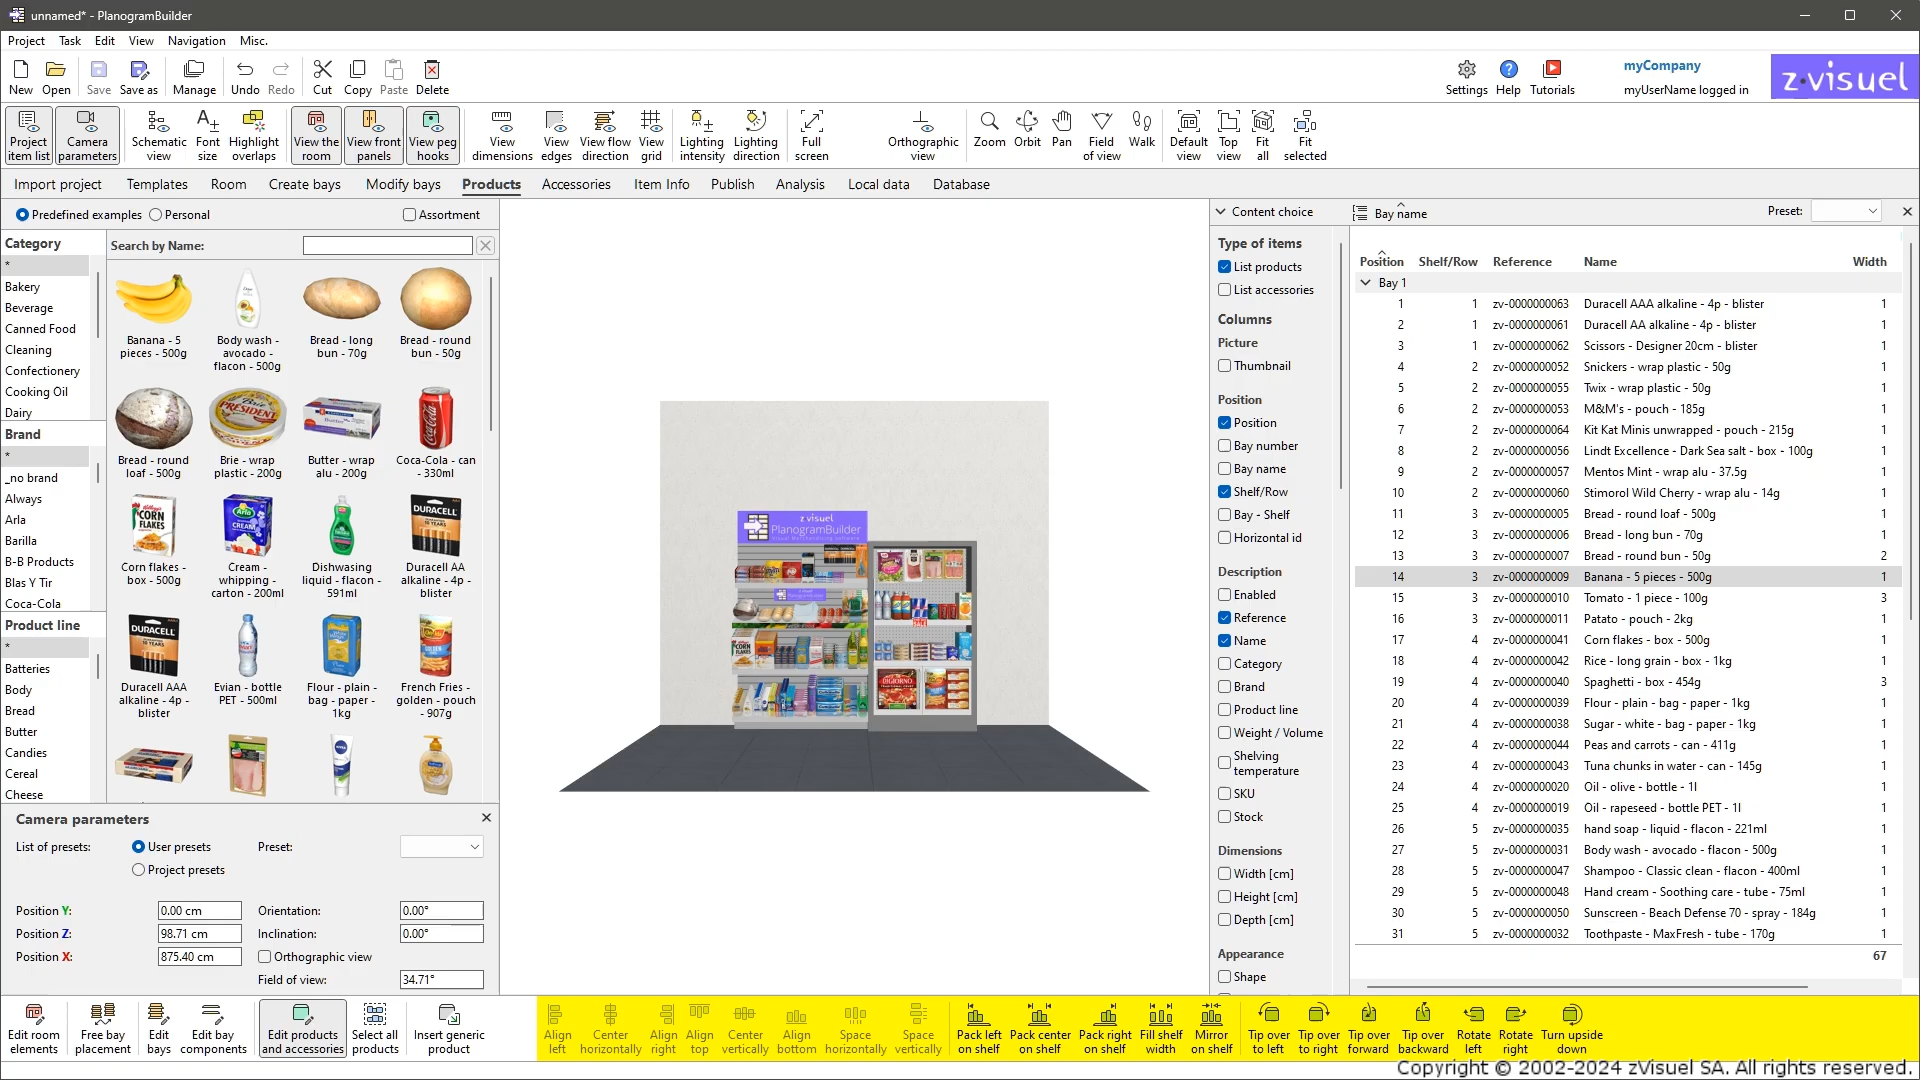 unnamed* - PlanogramBuilder
Project Task Edit View Navigation Misc.
New Open Save Save as Manage Undo Redo Cut Copy Paste Delete
Settings Help Tutorials
myCompany
myUserName logged in
z·visuel
Project item list
Camera parameters
Schematic view
Font size
Highlight overlaps
View the room
View front panels
View peg hooks
View dimensions
View edges
View flow direction
View grid
Lighting intensity
Lighting direction
Full screen
Orthographic view
Zoom
Orbit
Pan
Field of view
Walk
Default view
Top view
Fit all
Fit selected
Import project Templates Room Create bays Modify bays Products Accessories Item Info Publish Analysis Local data Database
Predefined examples Personal Assortment
Category
*
Bakery
Beverage
Canned Food
Cleaning
Confectionery
Cooking Oil
Dairy
Brand
*
_no brand
Always
Arla
Barilla
B-B Products
Blas Y Tir
Coca-Cola
Product line
*
Batteries
Body
Bread
Butter
Candies
Cereal
Cheese
Search by Name:
Banana - 5 pieces - 500g
Body wash - avocado - flacon - 500g
Bread - long bun - 70g
Bread - round bun - 50g
Bread - round loaf - 500g
Brie - wrap plastic - 200g
Butter - wrap alu - 200g
Coca-Cola - can - 330ml
Corn flakes - box - 500g
Cream - whipping - carton - 200ml
Dishwasing liquid - flacon - 591ml
Duracell AA alkaline - 4p - blister
Duracell AAA alkaline - 4p - blister
Evian - bottle PET - 500ml
Flour - plain - bag - paper - 1kg
French Fries - golden - pouch - 907g
Camera parameters
List of presets: User presets Preset:
Project presets
Position Y: 0.00 cm Orientation: 0.00°
Position Z: 98.71 cm Inclination: 0.00°
Position X: 875.40 cm Orthographic view
Field of view: 34.71°
z·visuel
PlanogramBuilder
Visual Merchandising software
Content choice
Type of items
List products
List accessories
Columns
Picture
Thumbnail
Position
Position
Bay number
Bay name
Shelf/Row
Bay - Shelf
Horizontal id
Description
Enabled
Reference
Name
Category
Brand
Product line
Weight / Volume
Shelving temperature
SKU
Stock
Dimensions
Width [cm]
Height [cm]
Depth [cm]
Appearance
Shape
Bay name Preset:
Position Shelf/Row Reference Name Width
Bay 1
1 1 zv-0000000063 Duracell AAA alkaline - 4p - blister 1
2 1 zv-0000000061 Duracell AA alkaline - 4p - blister 1
3 1 zv-0000000062 Scissors - Designer 20cm - blister 1
4 2 zv-0000000052 Snickers - wrap plastic - 50g 1
5 2 zv-0000000055 Twix - wrap plastic - 50g 1
6 2 zv-0000000053 M&M's - pouch - 185g 1
7 2 zv-0000000064 Kit Kat Minis unwrapped - pouch - 215g 1
8 2 zv-0000000056 Lindt Excellence - Dark Sea salt - box - 100g 1
9 2 zv-0000000057 Mentos Mint - wrap alu - 37.5g 1
10 2 zv-0000000060 Stimorol Wild Cherry - wrap alu - 14g 1
11 3 zv-0000000005 Bread - round loaf - 500g 1
12 3 zv-0000000006 Bread - long bun - 70g 1
13 3 zv-0000000007 Bread - round bun - 50g 2
14 3 zv-0000000009 Banana - 5 pieces - 500g 1
15 3 zv-0000000010 Tomato - 1 piece - 100g 3
16 3 zv-0000000011 Patato - pouch - 2kg 1
17 4 zv-0000000041 Corn flakes - box - 500g 1
18 4 zv-0000000042 Rice - long grain - box - 1kg 1
19 4 zv-0000000040 Spaghetti - box - 454g 3
20 4 zv-0000000039 Flour - plain - bag - paper - 1kg 1
21 4 zv-0000000038 Sugar - white - bag - paper - 1kg 1
22 4 zv-0000000044 Peas and carrots - can - 411g 1
23 4 zv-0000000043 Tuna chunks in water - can - 145g 1
24 4 zv-0000000020 Oil - olive - bottle - 1l 1
25 4 zv-0000000019 Oil - rapeseed - bottle PET - 1l 1
26 5 zv-0000000035 hand soap - liquid - flacon - 221ml 1
27 5 zv-0000000031 Body wash - avocado - flacon - 500g 1
28 5 zv-0000000047 Shampoo - Classic clean - flacon - 400ml 1
29 5 zv-0000000048 Hand cream - Soothing care - tube - 75ml 1
30 5 zv-0000000050 Sunscreen - Beach Defense 70 - spray - 184g 1
31 5 zv-0000000032 Toothpaste - MaxFresh - tube - 170g 1
67
Edit room elements
Free bay placement
Edit bays
Edit bay components
Edit products and accessories
Select all products
Insert generic product
Align left
Center horizontally
Align right
Align top
Center vertically
Align bottom
Space horizontally
Space vertically
Pack left on shelf
Pack center on shelf
Pack right on shelf
Fill shelf width
Mirror on shelf
Tip over to left
Tip over to right
Tip over forward
Tip over backward
Rotate left
Rotate right
Turn upside down
Copyright © 2002-2024 zVisuel SA. All rights reserved.